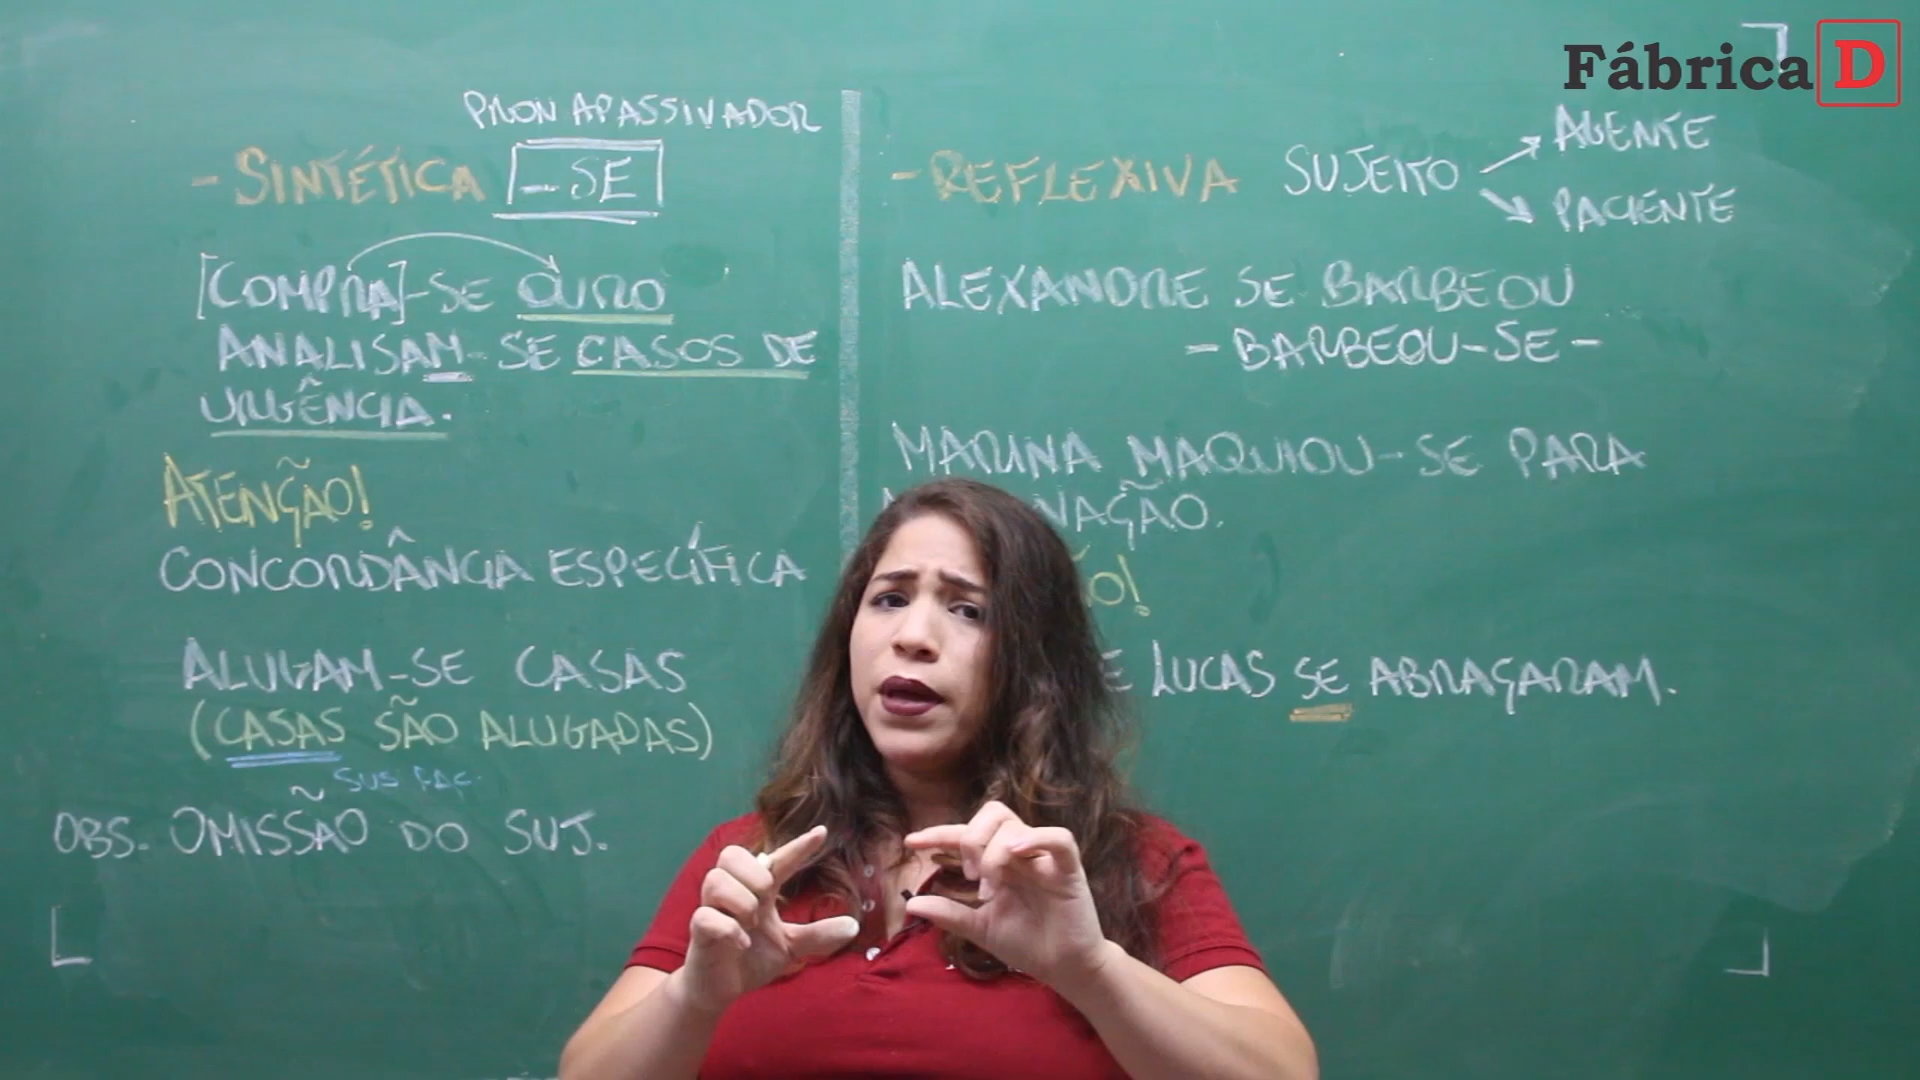 Fábrica D
PRON APASSIVADOR
- SINTÉTICA - SE
[COMPRA]-SE OURO
ANALISAM-SE CASOS DE
URGÊNCIA.
ATENÇÃO!
CONCORDÂNCIA ESPECÍFICA
ALUGAM-SE CASAS
(CASAS SÃO ALUGADAS)
OBS. OMISSÃO DO SUJ.
- REFLEXIVA SUJEITO
AGENTE
PACIENTE
ALEXANDRE SE BARBEOU
- BARBEOU-SE -
MARINA MAQUIOU-SE PARA
NAÇÃO.
O!
E LUCAS SE ABRAÇARAM.